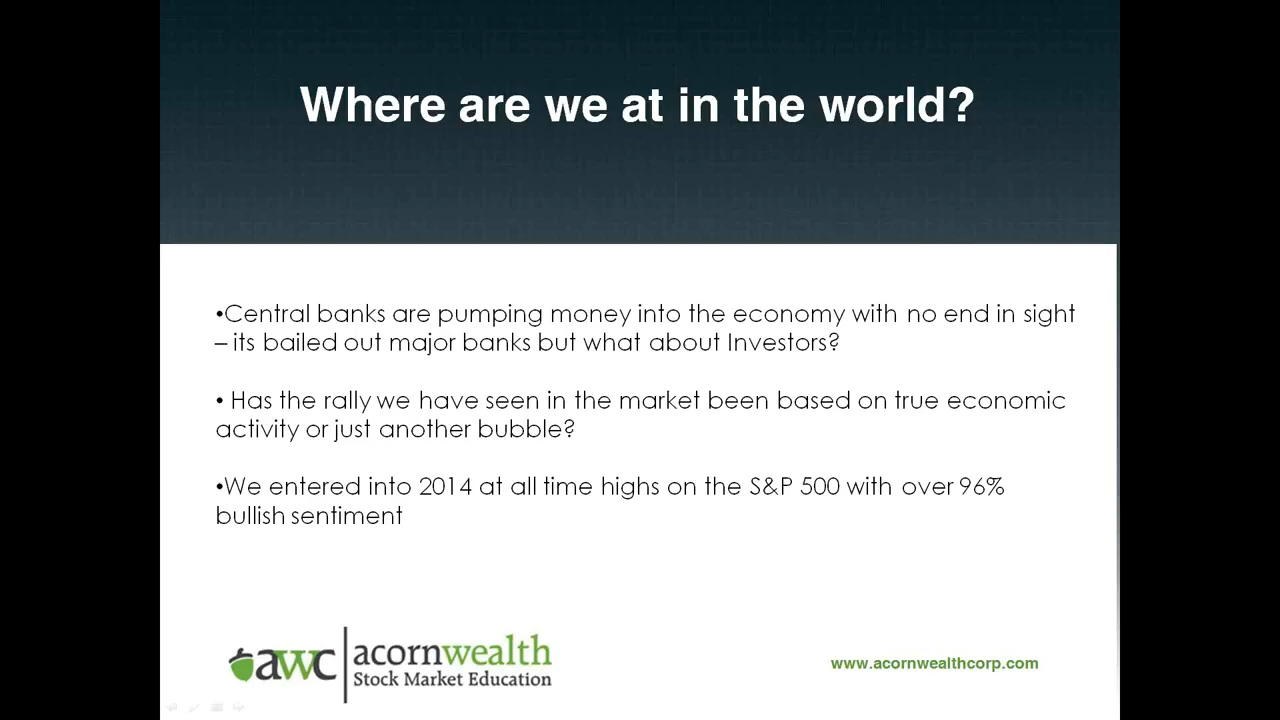 Where are we at in the world?
•Central banks are pumping money into the economy with no end in sight
– its bailed out major banks but what about Investors?
• Has the rally we have seen in the market been based on true economic
activity or just another bubble?
•We entered into 2014 at all time highs on the S&P 500 with over 96%
bullish sentiment
awc
acornwealth
Stock Market Education
www.acornwealthcorp.com